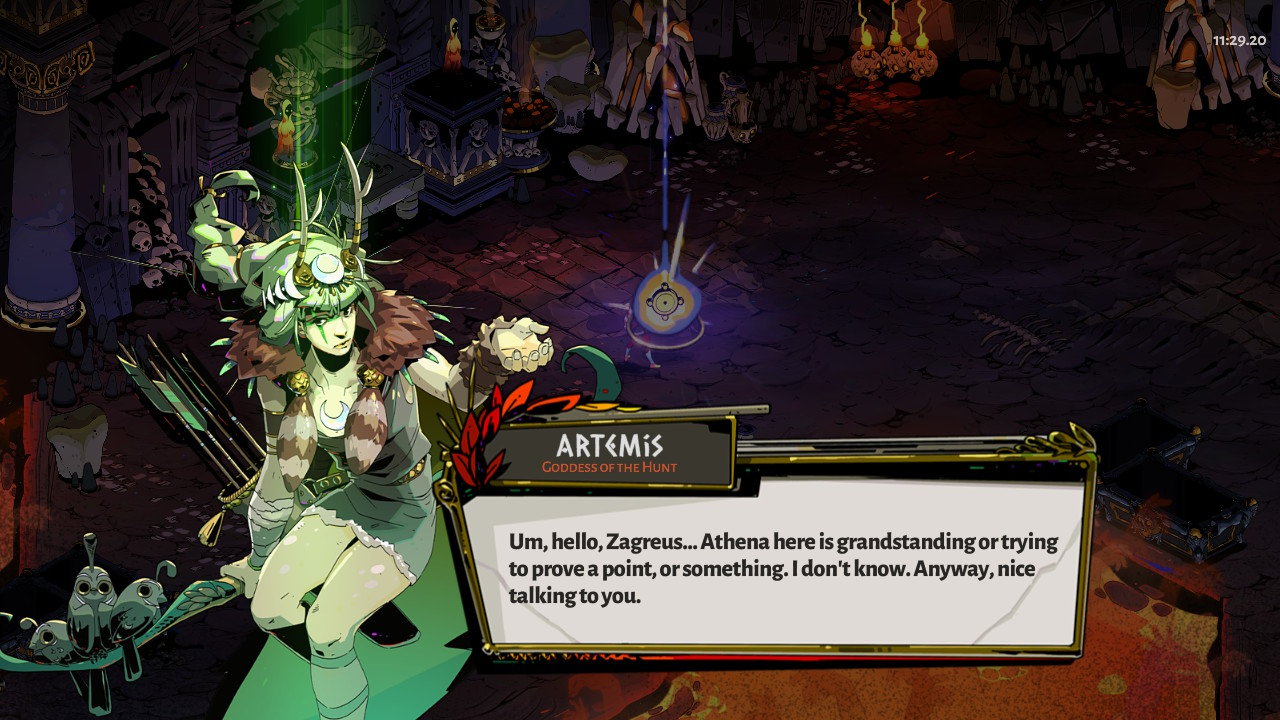 11:29.20
ARTEMIS
GODDESS OF THE HUNT
Um, hello, Zagreus... Athena here is grandstanding or trying
to prove a point, or something. I don't know. Anyway, nice
talking to you.